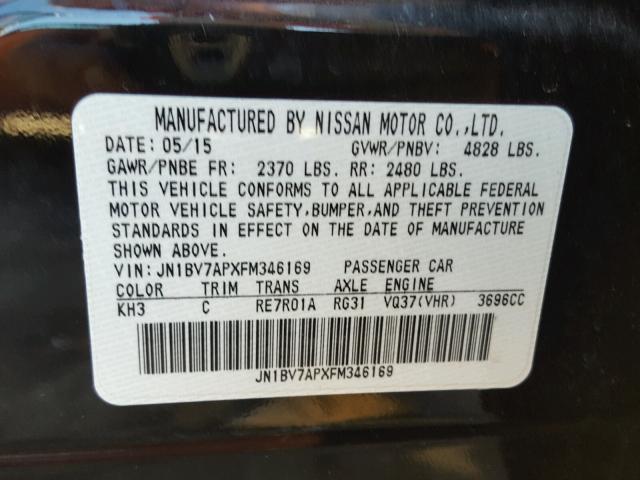 MANUFACTURED BY NISSAN MOTOR CO.,LTD.
DATE: 05/15 GVWR/PNBV: 4828 LBS.
GAWR/PNBE FR: 2370 LBS. RR: 2480 LBS.
THIS VEHICLE CONFORMS TO ALL APPLICABLE FEDERAL
MOTOR VEHICLE SAFETY,BUMPER,AND THEFT PREVENTION
STANDARDS IN EFFECT ON THE DATE OF MANUFACTURE
SHOWN ABOVE.
VIN: JN1BV7APXFM346169 PASSENGER CAR
COLOR TRIM TRANS AXLE ENGINE
KH3 C RE7R01A RG31 VQ37(VHR) 3696CC
JN1BV7APXFM346169